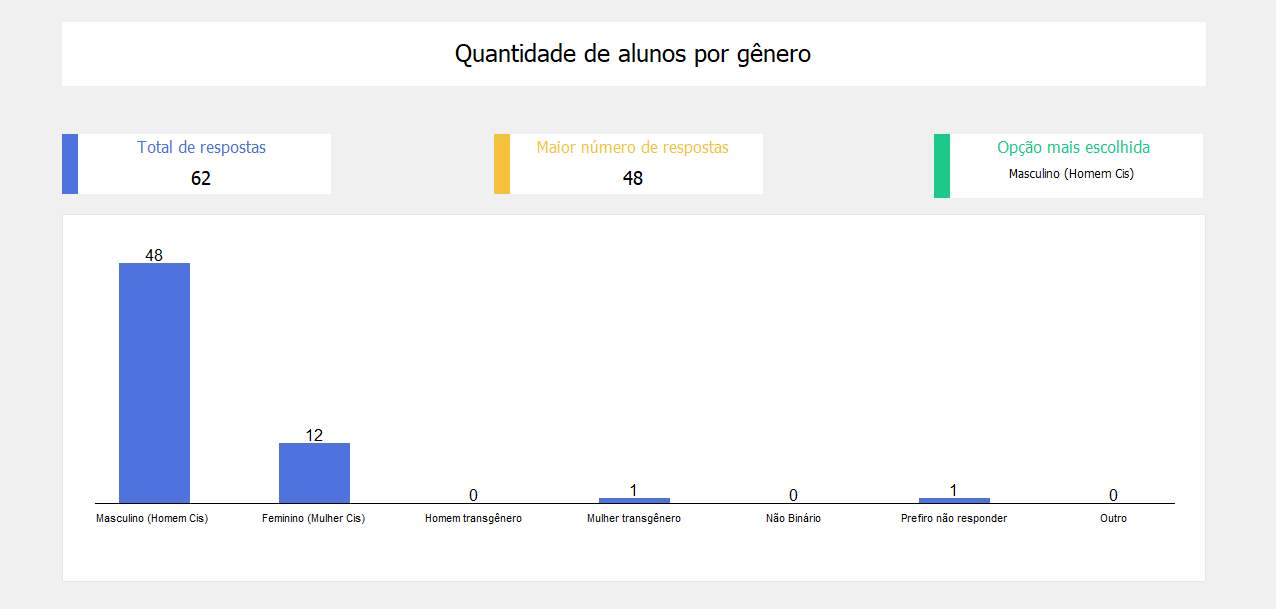 Quantidade de alunos por gênero
Total de respostas
62
Maior número de respostas
48
Opção mais escolhida
Masculino (Homem Cis)
48
12
0
1
0
1
0
Masculino (Homem Cis)
Feminino (Mulher Cis)
Homem transgênero
Mulher transgênero
Não Binário
Prefiro não responder
Outro